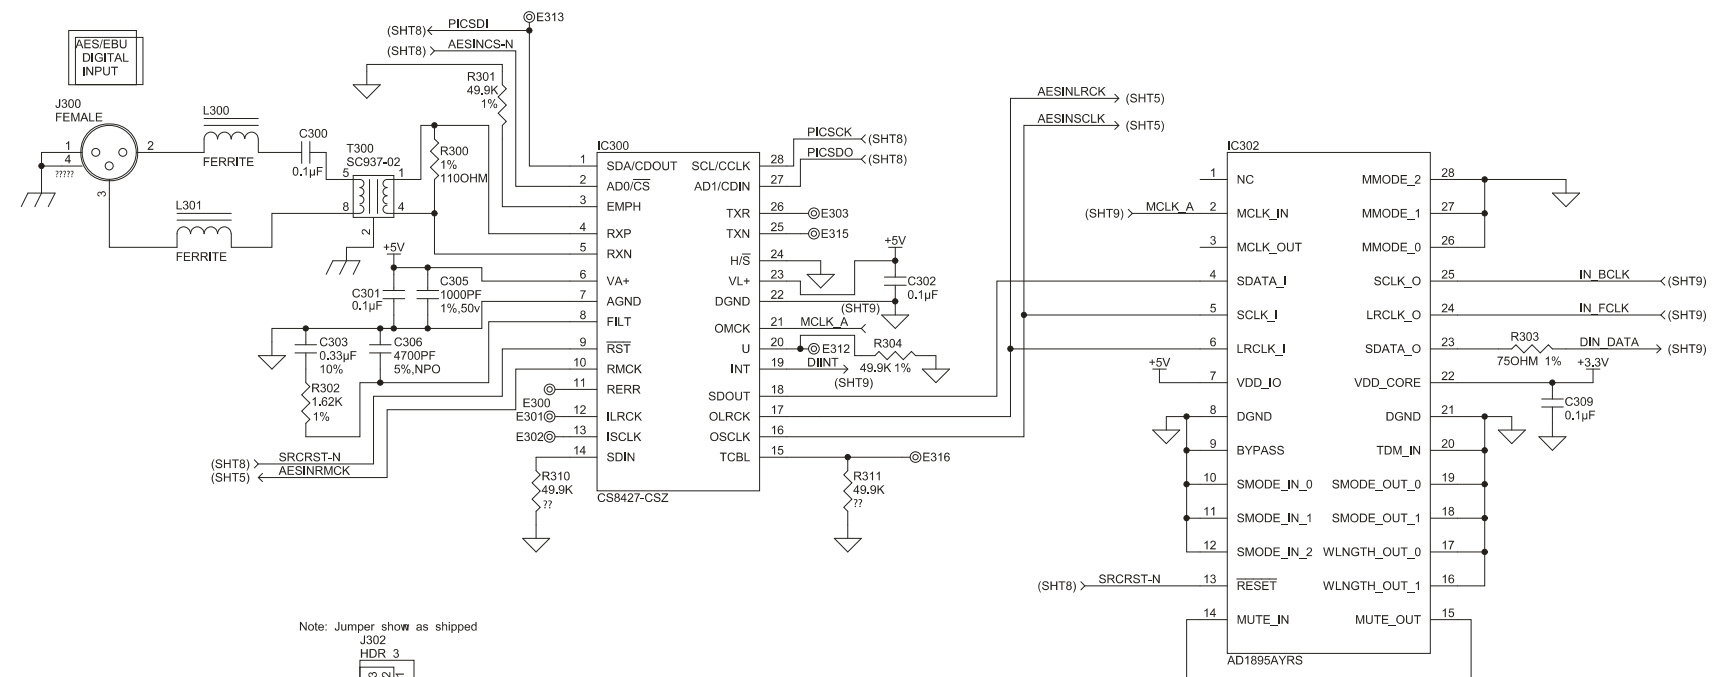 AES/EBU
DIGITAL
INPUT
J300
FEMALE
1
4
?????
2
3
L300
FERRITE
L301
FERRITE
C300
0.1µF
T300
SC937-02
5
1
8
4
2
R300
1%
110OHM
(SHT8) PICSDI
(SHT8) AESINCS-N
E313
R301
49.9K
1%
+5V
C301
0.1µF
C305
1000PF
1%,50v
C303
0.33µF
10%
C306
4700PF
5%,NPO
R302
1.62K
1%
(SHT8) SRCRST-N
(SHT5) AESINRMCK
E300
E301
E302
IC300
1 SDA/CDOUT SCL/CCLK 28
2 AD0/CS AD1/CDIN 27
3 EMPH TXR 26
4 RXP TXN 25
5 RXN H/S 24
6 VA+ VL+ 23
7 AGND DGND 22
8 FILT OMCK 21
9 RST U 20
10 RMCK INT 19
11 RERR SDOUT 18
12 ILRCK OLRCK 17
13 ISCLK OSCLK 16
14 SDIN TCBL 15
CS8427-CSZ
R310
49.9K
??
R311
49.9K
??
PICSCK (SHT8)
PICSDO (SHT8)
E303
E315
+5V
C302
0.1µF
(SHT9)
MCLK_A
E312
R304
49.9K 1%
DIINT
(SHT9)
E316
AESINLRCK (SHT5)
AESINSCLK (SHT5)
IC302
1 NC MMODE_2 28
(SHT9) MCLK_A 2 MCLK_IN MMODE_1 27
3 MCLK_OUT MMODE_0 26
4 SDATA_I SCLK_O 25 IN_BCLK (SHT9)
5 SCLK_I LRCLK_O 24 IN_FCLK (SHT9)
6 LRCLK_I SDATA_O 23 R303 DIN_DATA (SHT9)
75OHM 1%
+5V
+3.3V
7 VDD_IO VDD_CORE 22
C309
0.1µF
8 DGND DGND 21
9 BYPASS TDM_IN 20
10 SMODE_IN_0 SMODE_OUT_0 19
11 SMODE_IN_1 SMODE_OUT_1 18
12 SMODE_IN_2 WLNGTH_OUT_0 17
(SHT8) SRCRST-N 13 RESET WLNGTH_OUT_1 16
14 MUTE_IN MUTE_OUT 15
AD1895AYRS
Note: Jumper show as shipped
J302
HDR 3
3
2
1